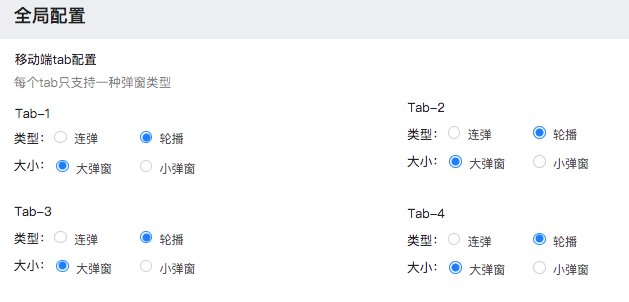 全局配置
移动端tab配置
每个tab只支持一种弹窗类型
Tab-1
类型： 连弹 轮播
大小： 大弹窗 小弹窗
Tab-2
类型： 连弹 轮播
大小： 大弹窗 小弹窗
Tab-3
类型： 连弹 轮播
大小： 大弹窗 小弹窗
Tab-4
类型： 连弹 轮播
大小： 大弹窗 小弹窗